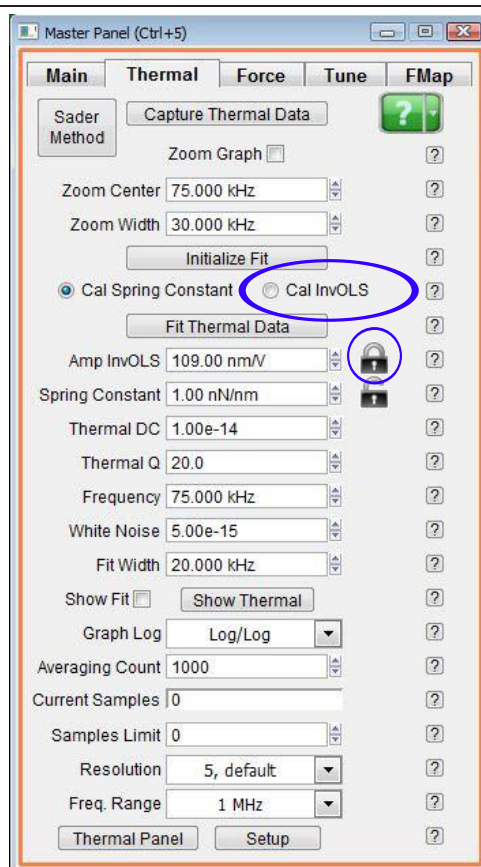 Master Panel (Ctrl+5)
Main Thermal Force Tune FMap
Sader Method
Capture Thermal Data
?
Zoom Graph ?
Zoom Center 75.000 kHz ?
Zoom Width 30.000 kHz ?
Initialize Fit ?
Cal Spring Constant Cal InvOLS ?
Fit Thermal Data ?
Amp InvOLS 109.00 nm/V ?
Spring Constant 1.00 nN/nm ?
Thermal DC 1.00e-14 ?
Thermal Q 20.0 ?
Frequency 75.000 kHz ?
White Noise 5.00e-15 ?
Fit Width 20.000 kHz ?
Show Fit Show Thermal ?
Graph Log Log/Log ?
Averaging Count 1000 ?
Current Samples 0 ?
Samples Limit 0 ?
Resolution 5, default ?
Freq. Range 1 MHz ?
Thermal Panel Setup ?